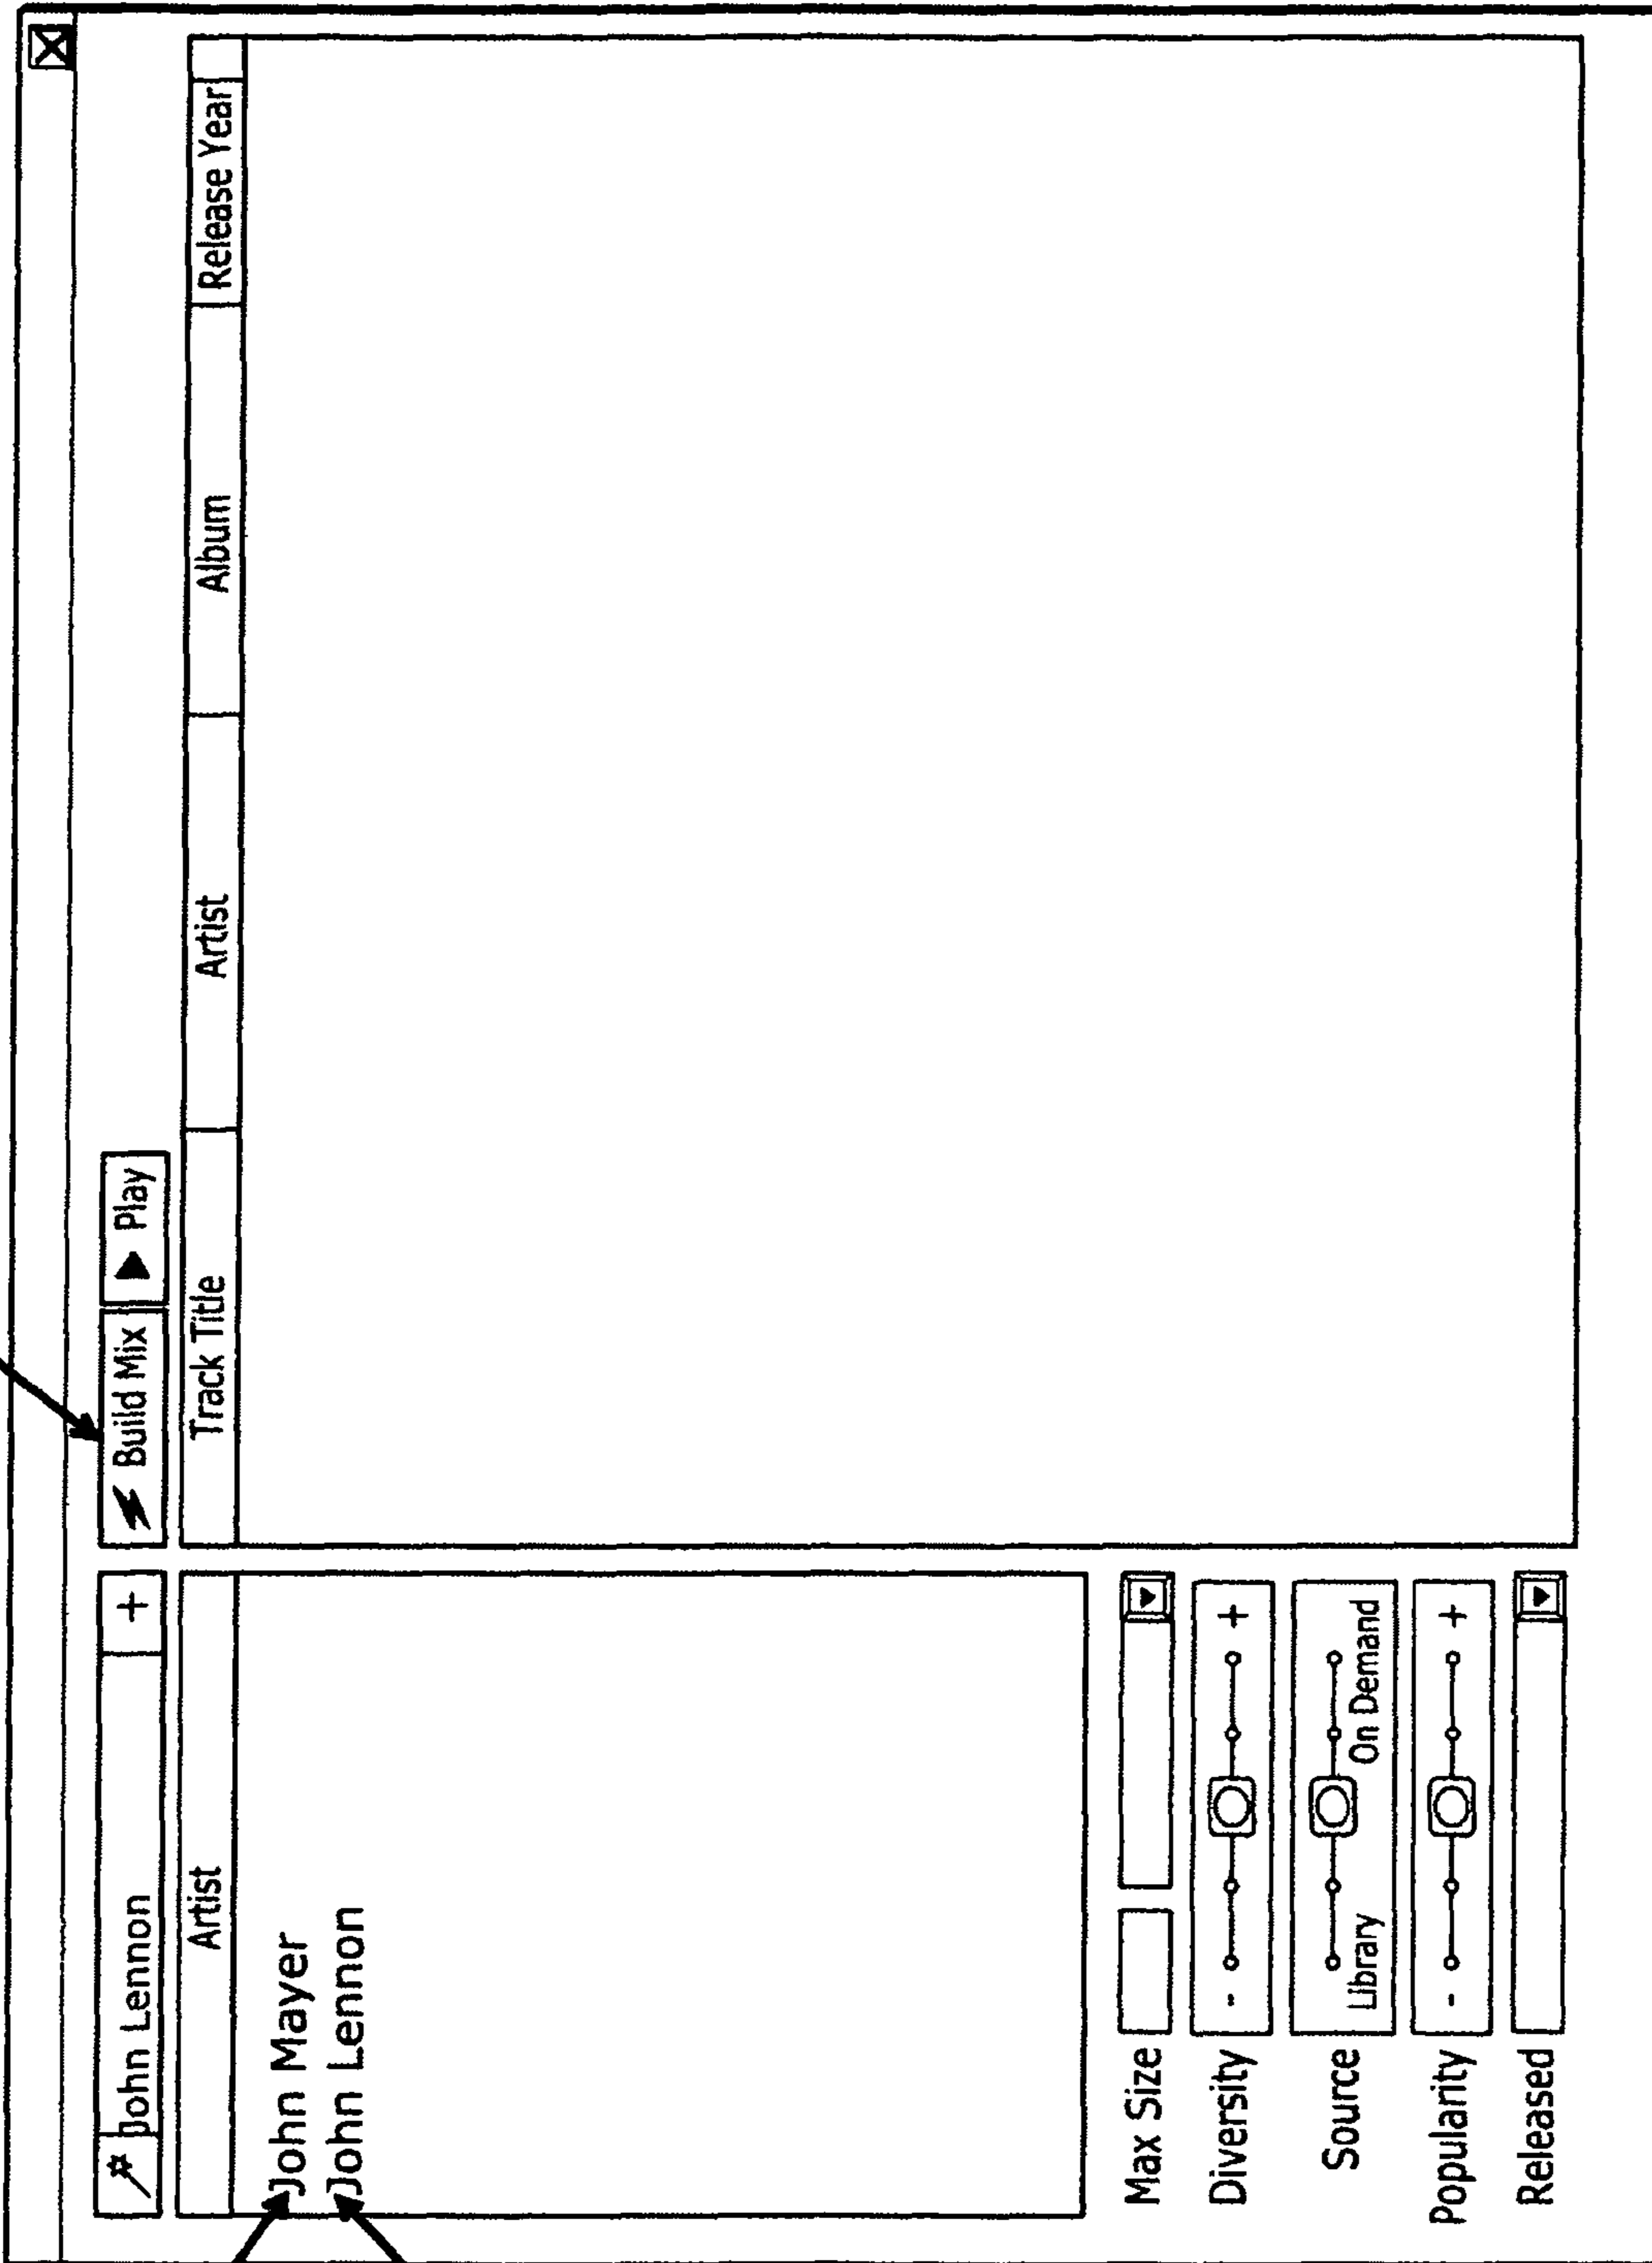 John Lennon +
Build Mix Play
Artist
John Mayer
John Lennon
Track Title Artist Album Release Year
Max Size
Diversity - +
Source Library On Demand
Popularity - +
Released